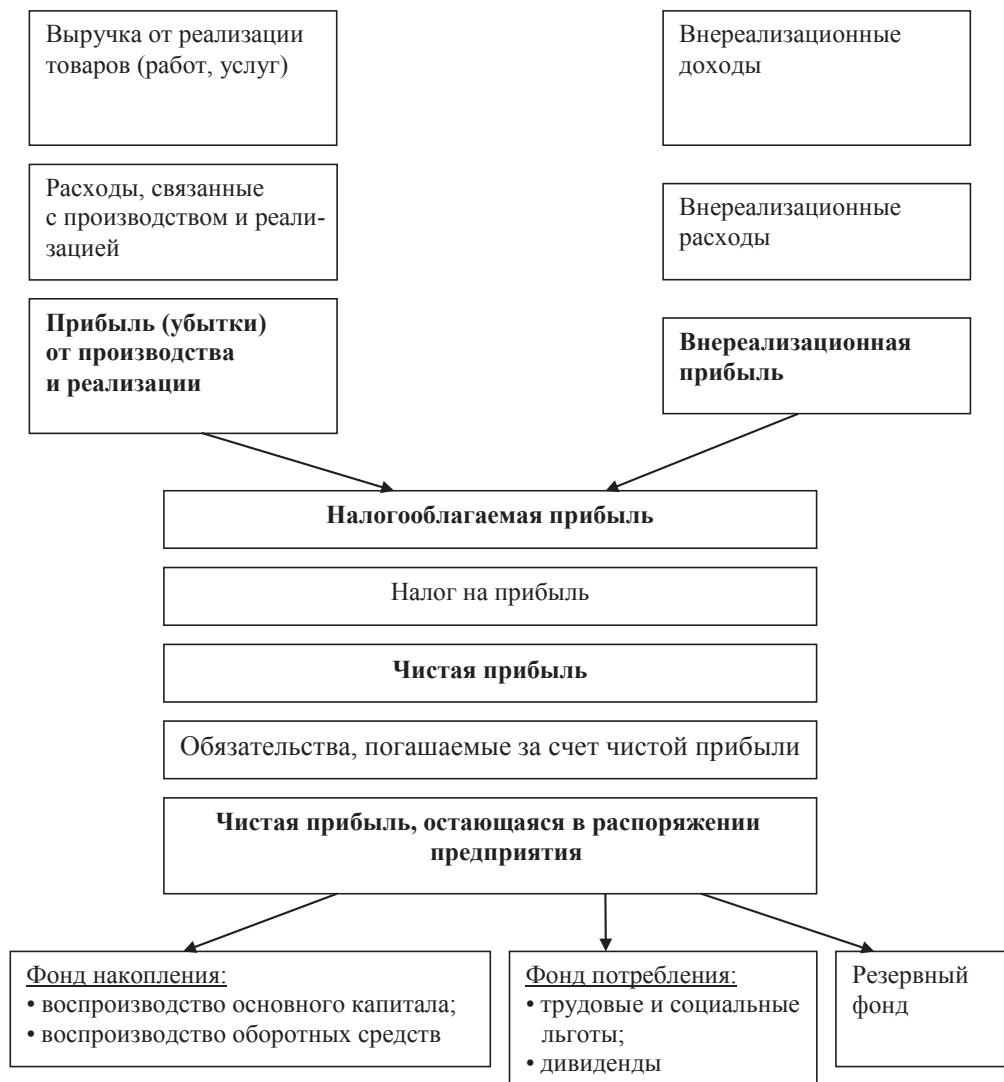 Выручка от реализации
товаров (работ, услуг)
Внереализационные
доходы
Расходы, связанные
с производством и реали-
зацией
Внереализационные
расходы
Прибыль (убытки)
от производства
и реализации
Внереализационная
прибыль
Налогооблагаемая прибыль
Налог на прибыль
Чистая прибыль
Обязательства, погашаемые за счет чистой прибыли
Чистая прибыль, остающаяся в распоряжении
предприятия
Фонд накопления:
• воспроизводство основного капитала;
• воспроизводство оборотных средств
Фонд потребления:
• трудовые и социальные
льготы;
• дивиденды
Резервный
фонд